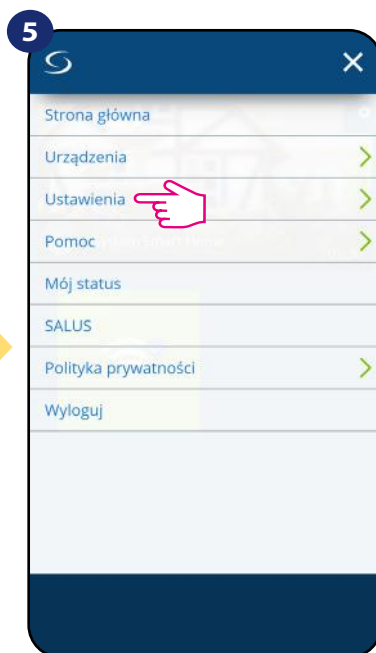 5
Strona główna
Urządzenia
Ustawienia
Pomoc
Mój status
SALUS
Polityka prywatności
Wyloguj